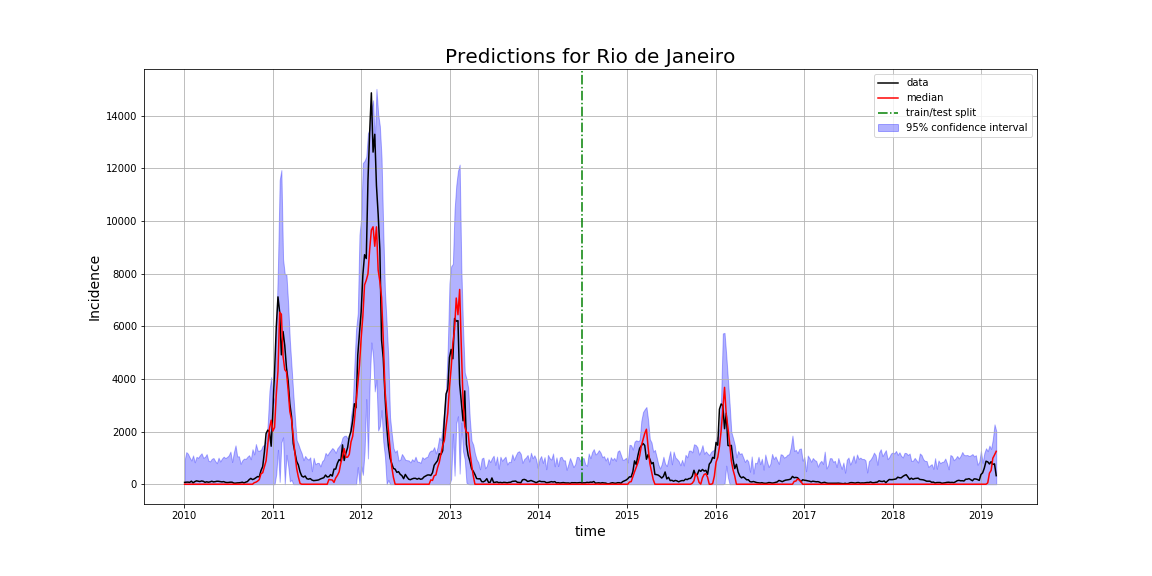 Predictions for Rio de Janeiro
data
median
train/test split
95% confidence interval
Incidence
14000
12000
10000
8000
6000
4000
2000
0
2010 2011 2012 2013 2014 2015 2016 2017 2018 2019
time